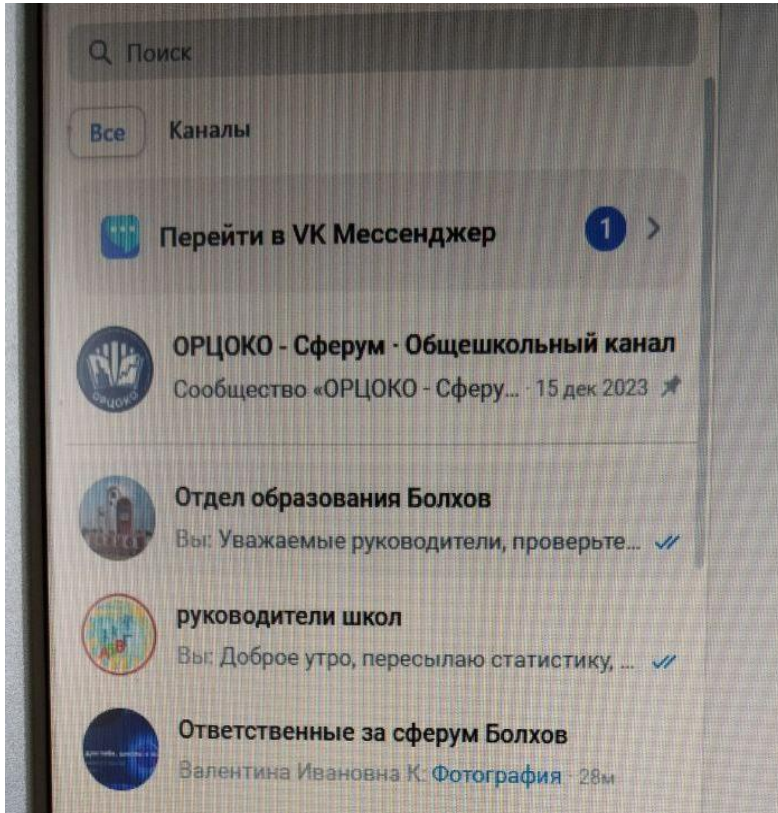 Поиск
Все Каналы
Перейти в VK Мессенджер 1
ОРЦОКО - Сферум · Общешкольный канал
Сообщество «ОРЦОКО - Сферу... · 15 дек 2023
ОРЦОКО
Отдел образования Болхов
Вы: Уважаемые руководители, проверьте...
руководители школ
Вы: Доброе утро, пересылаю статистику, ...
АБВГ
Ответственные за сферум Болхов
Валентина Ивановна К: Фотография · 28м